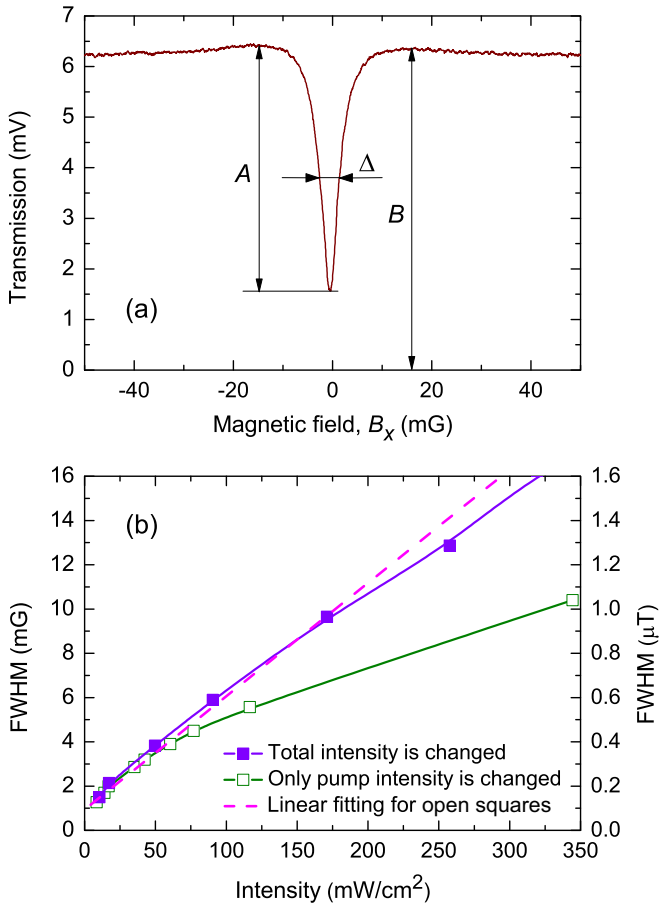 7
6
5
4
3
2
1
0
Transmission (mV)
A
Δ
B
(a)
-40 -20 0 20 40
Magnetic field, Bₓ (mG)
16
14
12
10
8
6
4
2
0
FWHM (mG)
(b)
1.6
1.4
1.2
1.0
0.8
0.6
0.4
0.2
0.0
FWHM (μT)
Total intensity is changed
Only pump intensity is changed
Linear fitting for open squares
0 50 100 150 200 250 300 350
Intensity (mW/cm²)